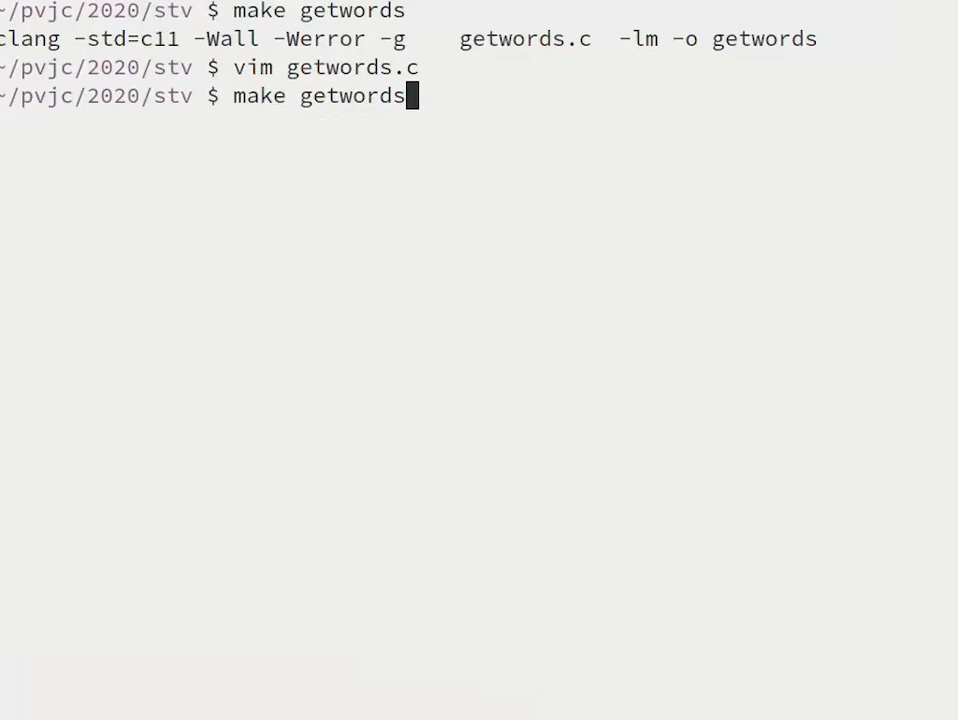 ~/pvjc/2020/stv $ make getwords
clang -std=c11 -Wall -Werror -g    getwords.c  -lm -o getwords
~/pvjc/2020/stv $ vim getwords.c
~/pvjc/2020/stv $ make getwords